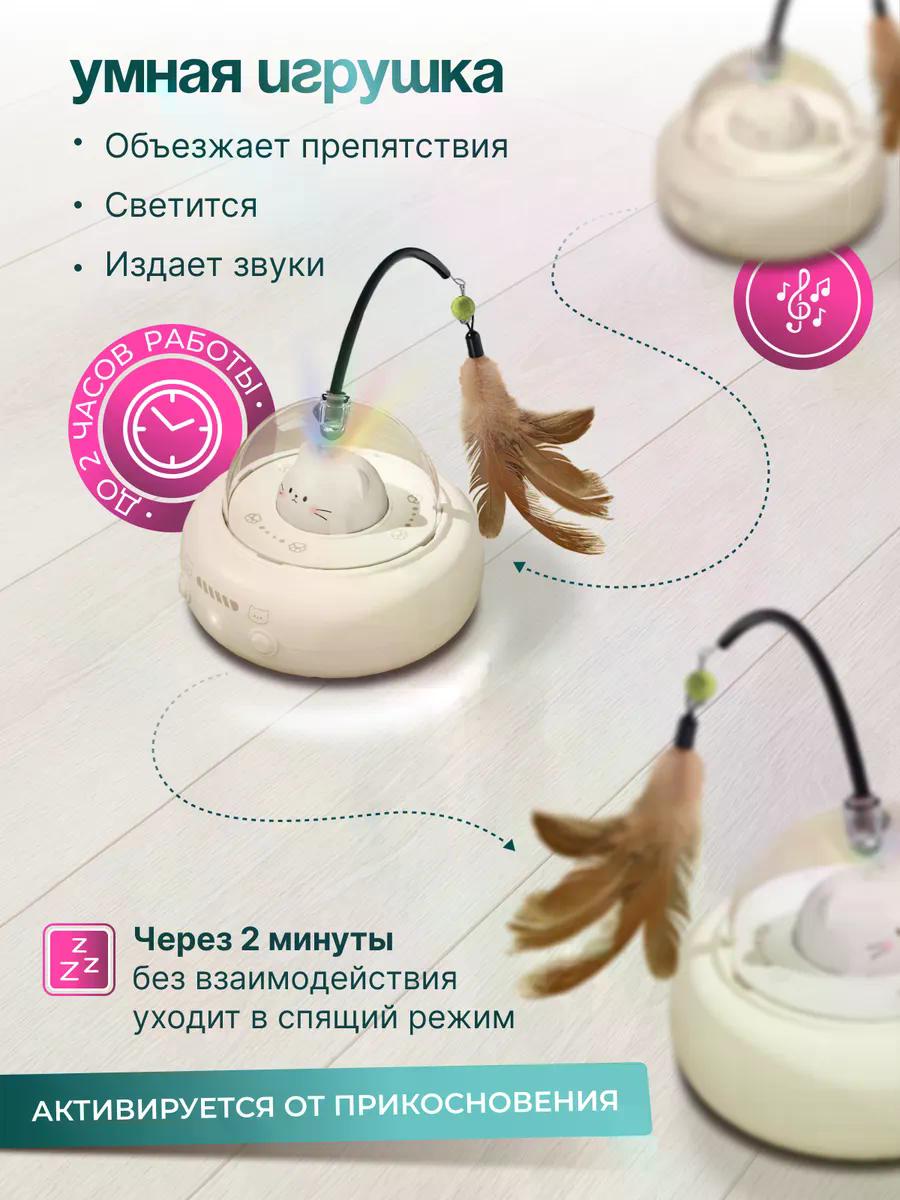 умная игрушка
• Объезжает препятствия
• Светится
• Издает звуки
ДО 2 ЧАСОВ РАБОТЫ •
Z
Z Z
Через 2 минуты
без взаимодействия
уходит в спящий режим
АКТИВИРУЕТСЯ ОТ ПРИКОСНОВЕНИЯ